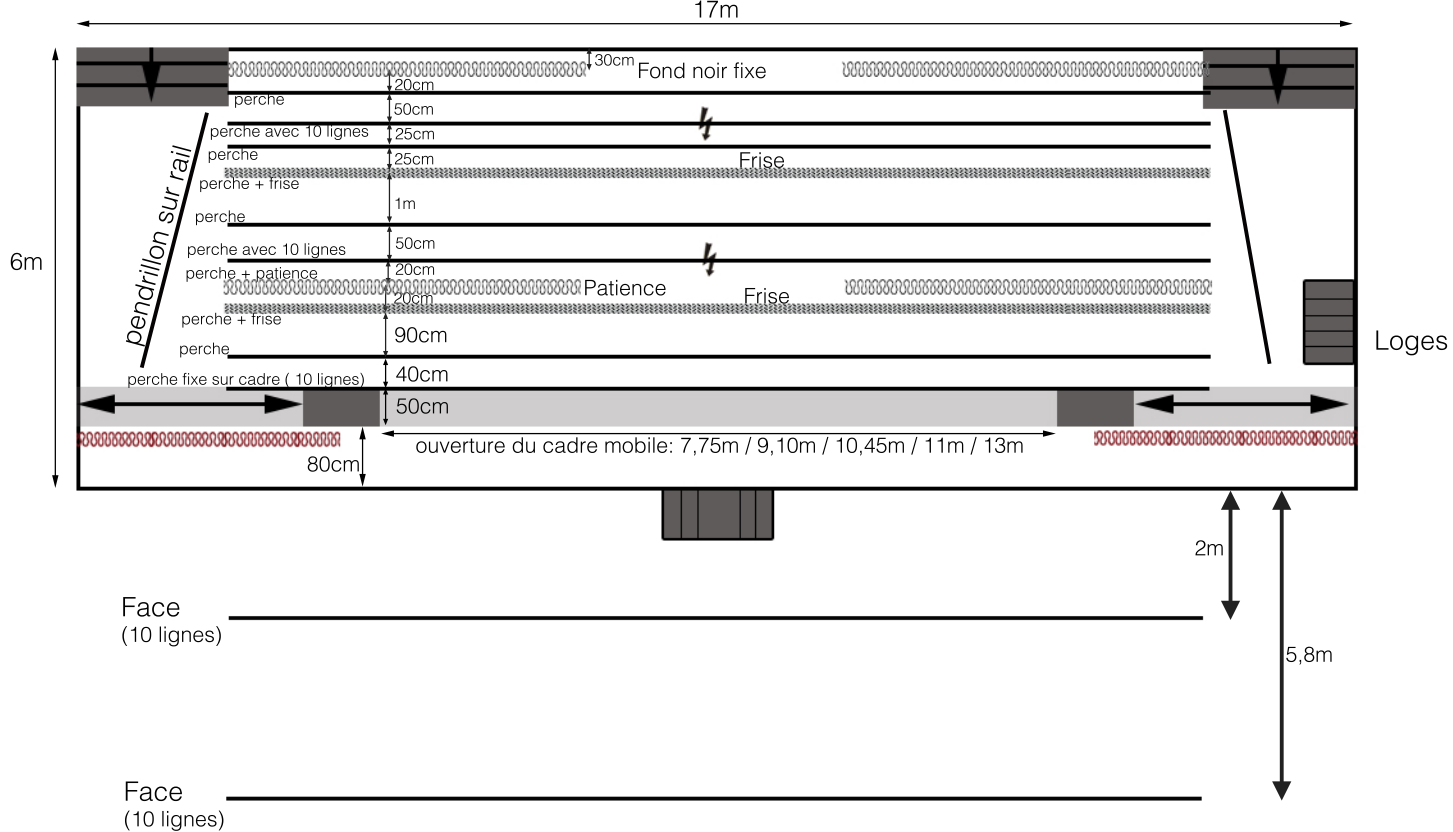 17m
30cm
Fond noir fixe
20cm
perche
50cm
perche avec 10 lignes
25cm
perche
25cm
Frise
perche + frise
1m
perche
50cm
perche avec 10 lignes
20cm
perche + patience
Patience
20cm
Frise
perche + frise
90cm
perche
40cm
perche fixe sur cadre ( 10 lignes)
50cm
pendrillon sur rail
6m
Loges
ouverture du cadre mobile: 7,75m / 9,10m / 10,45m / 11m / 13m
80cm
2m
Face
(10 lignes)
5,8m
Face
(10 lignes)